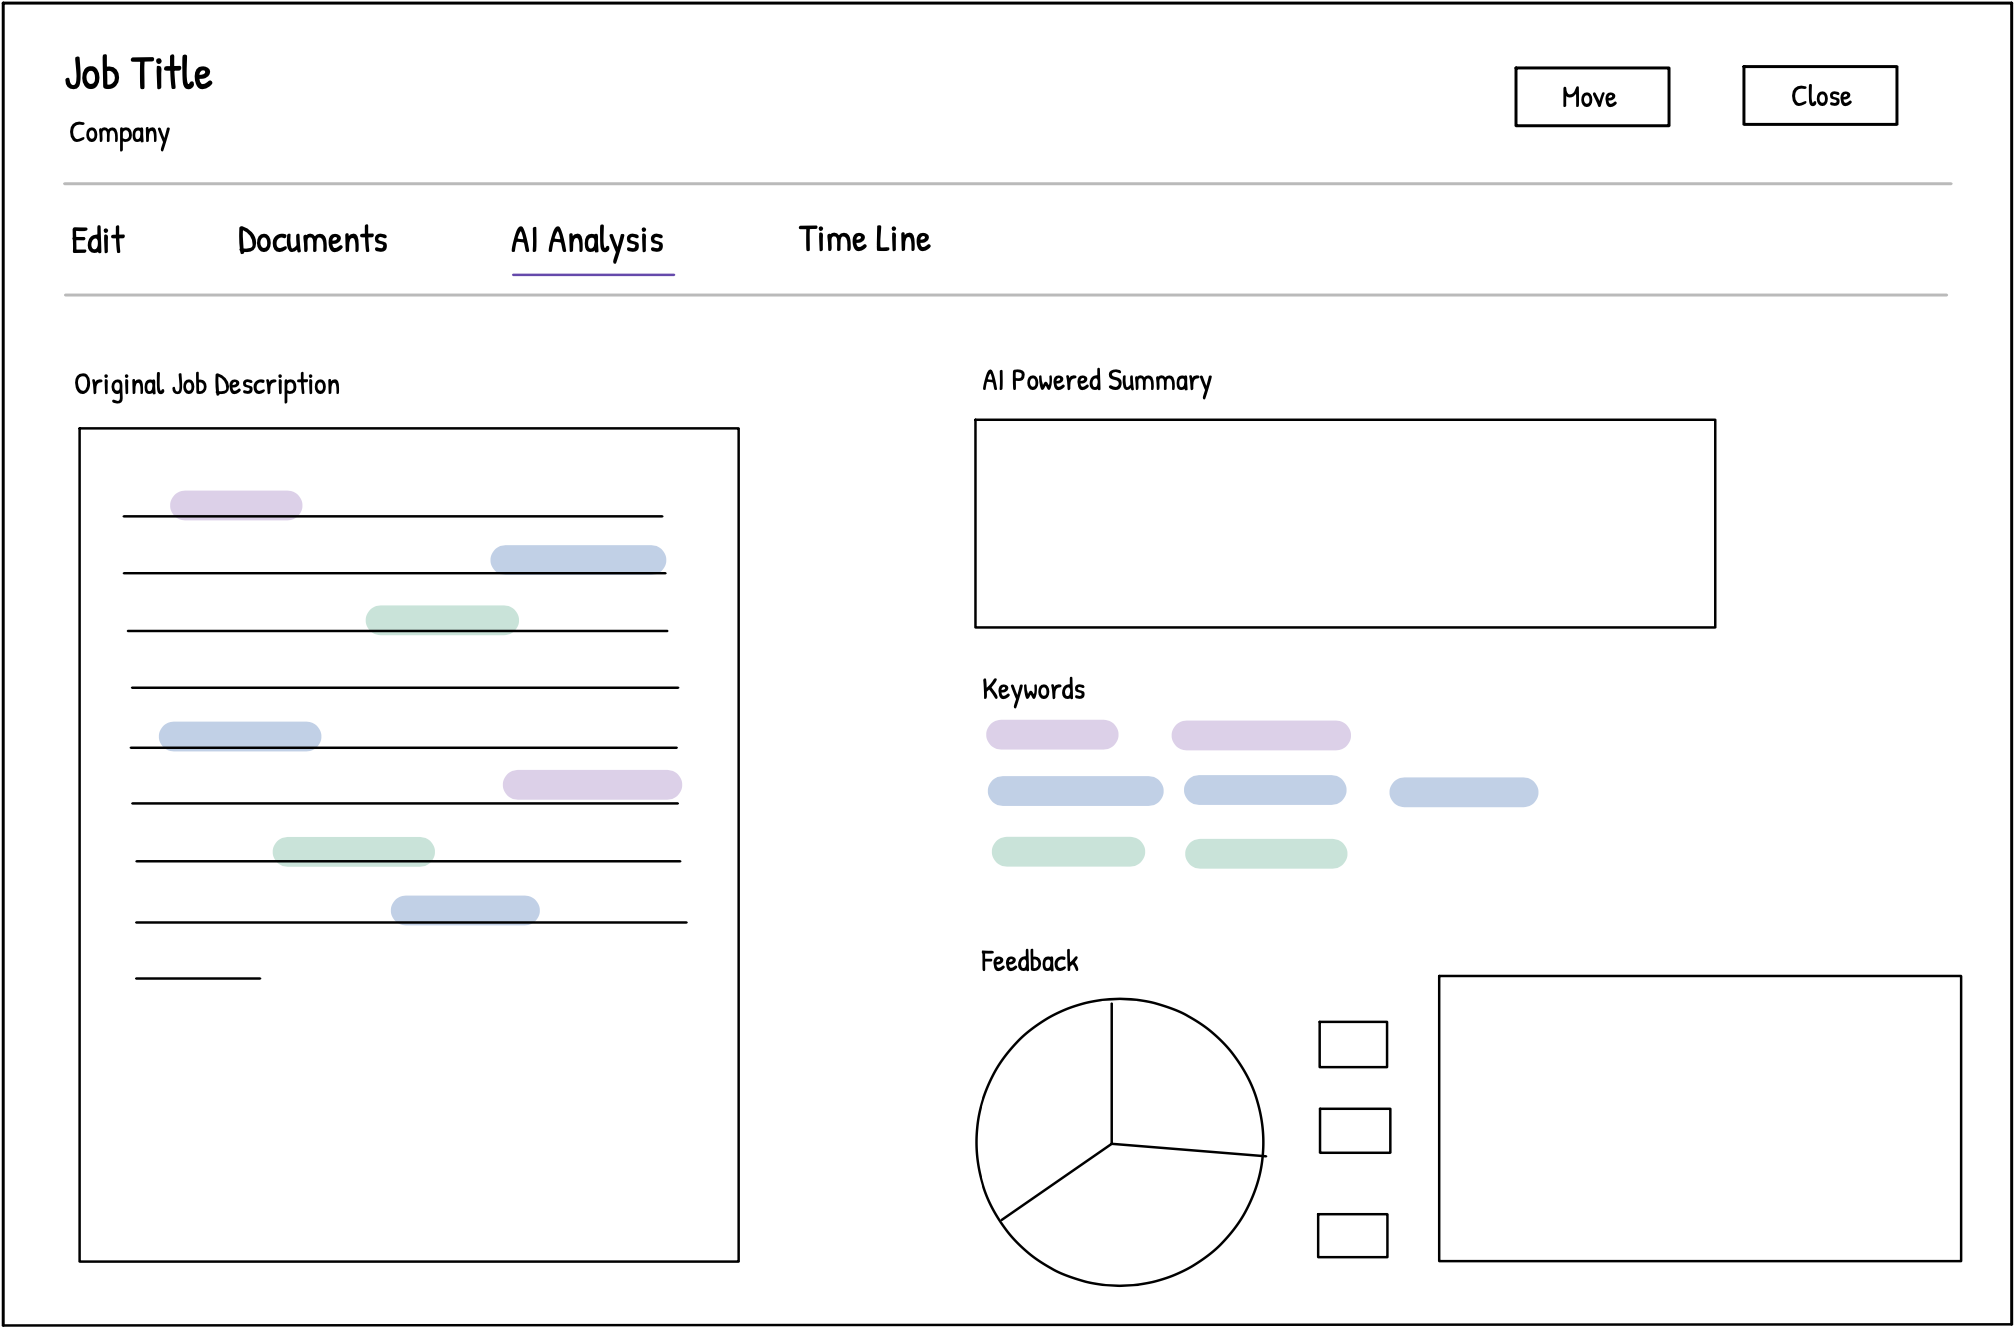 Job Title
Company
Move
Close
Edit
Documents
AI Analysis
Time Line
Original Job Description
AI Powered Summary
Keywords
Feedback